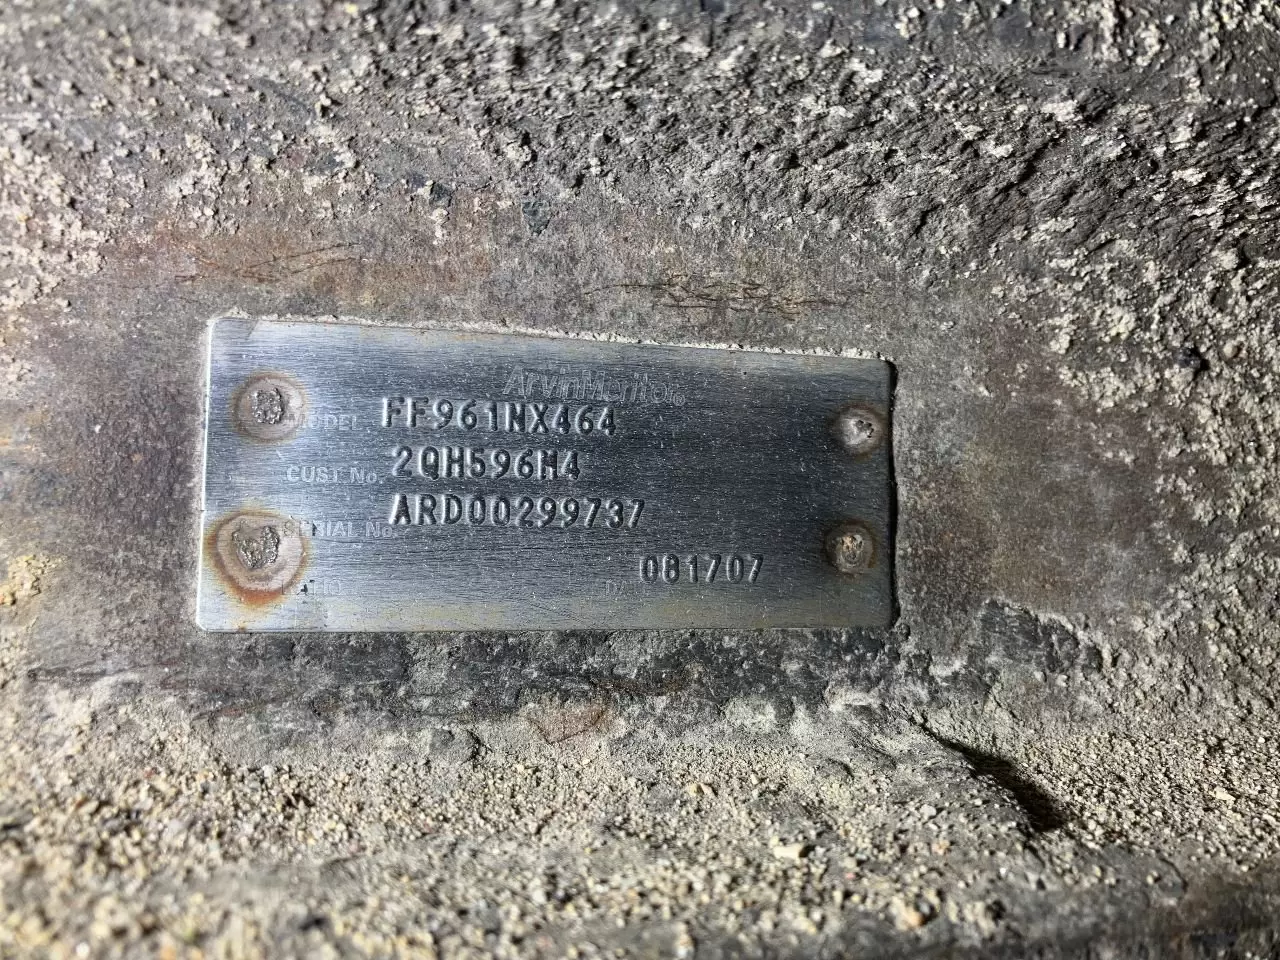 ArvinMeritor®
MODEL FF961NX464
CUST No. 2QH596M4
SERIAL No. ARD00299737
081707